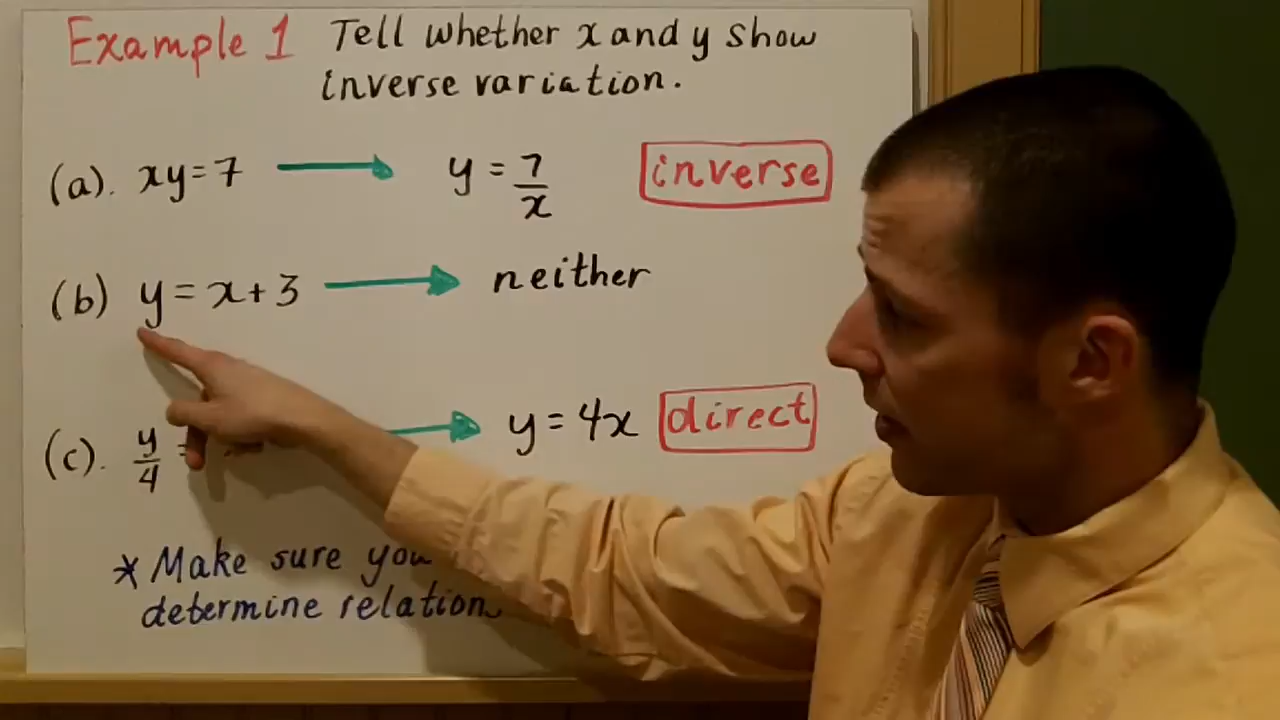 Example 1 Tell whether x and y show
inverse variation.
(a). xy = 7 → y = 7/x inverse
(b) y = x + 3 → neither
(c). y/4 = → y = 4x direct
* Make sure you
determine relation